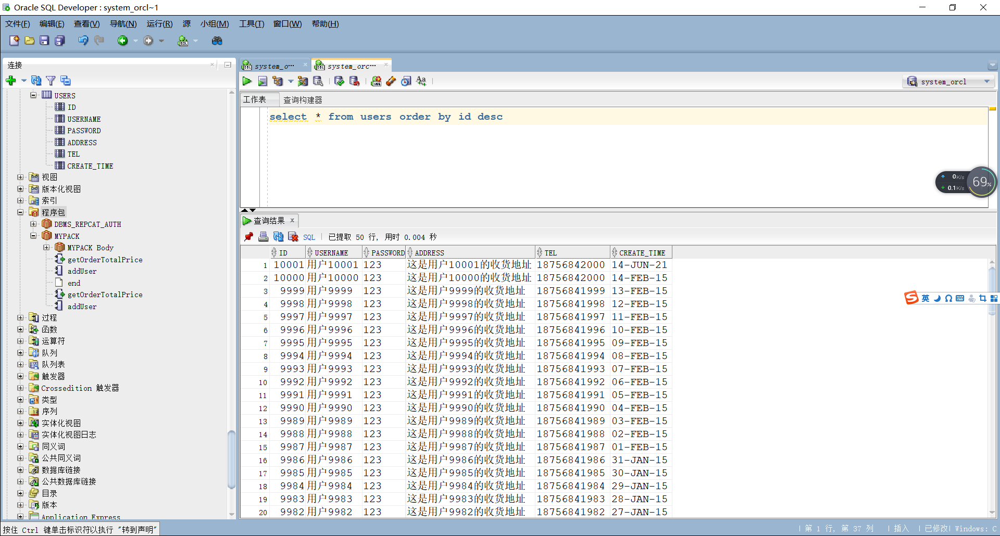 Oracle SQL Developer : system_orcl~1
文件(F) 编辑(E) 查看(V) 导航(N) 运行(R) 源 小组(M) 工具(T) 窗口(W) 帮助(H)
连接
USERS
ID
USERNAME
PASSWORD
ADDRESS
TEL
CREATE_TIME
视图
版本化视图
索引
程序包
DBMS_REPCAT_AUTH
MYPACK
MYPACK Body
getOrderTotalPrice
addUser
end
getOrderTotalPrice
addUser
过程
函数
运算符
队列
队列表
触发器
Crossedition 触发器
类型
序列
实体化视图
实体化视图日志
同义词
公共同义词
数据库链接
公共数据库链接
目录
版本
Application Express
system_o… system_orc…
system_orcl
工作表 查询构建器
select * from users order by id desc
0K/s
0.1K/s
69%
查询结果
SQL 已提取 50 行, 用时 0.004 秒
ID USERNAME PASSWORD ADDRESS TEL CREATE_TIME
1 10001 用户10001 123 这是用户10001的收货地址 18756842000 14-JUN-21
2 10000 用户10000 123 这是用户10000的收货地址 18756842000 14-FEB-15
3 9999 用户9999 123 这是用户9999的收货地址 18756841999 13-FEB-15
4 9998 用户9998 123 这是用户9998的收货地址 18756841998 12-FEB-15
5 9997 用户9997 123 这是用户9997的收货地址 18756841997 11-FEB-15
6 9996 用户9996 123 这是用户9996的收货地址 18756841996 10-FEB-15
7 9995 用户9995 123 这是用户9995的收货地址 18756841995 09-FEB-15
8 9994 用户9994 123 这是用户9994的收货地址 18756841994 08-FEB-15
9 9993 用户9993 123 这是用户9993的收货地址 18756841993 07-FEB-15
10 9992 用户9992 123 这是用户9992的收货地址 18756841992 06-FEB-15
11 9991 用户9991 123 这是用户9991的收货地址 18756841991 05-FEB-15
12 9990 用户9990 123 这是用户9990的收货地址 18756841990 04-FEB-15
13 9989 用户9989 123 这是用户9989的收货地址 18756841989 03-FEB-15
14 9988 用户9988 123 这是用户9988的收货地址 18756841988 02-FEB-15
15 9987 用户9987 123 这是用户9987的收货地址 18756841987 01-FEB-15
16 9986 用户9986 123 这是用户9986的收货地址 18756841986 31-JAN-15
17 9985 用户9985 123 这是用户9985的收货地址 18756841985 30-JAN-15
18 9984 用户9984 123 这是用户9984的收货地址 18756841984 29-JAN-15
19 9983 用户9983 123 这是用户9983的收货地址 18756841983 28-JAN-15
20 9982 用户9982 123 这是用户9982的收货地址 18756841982 27-JAN-15
英
按住 Ctrl 键单击标识符以执行 "转到声明"
第 1 行, 第 37 列 | 插入 | 已修改| Windows: C